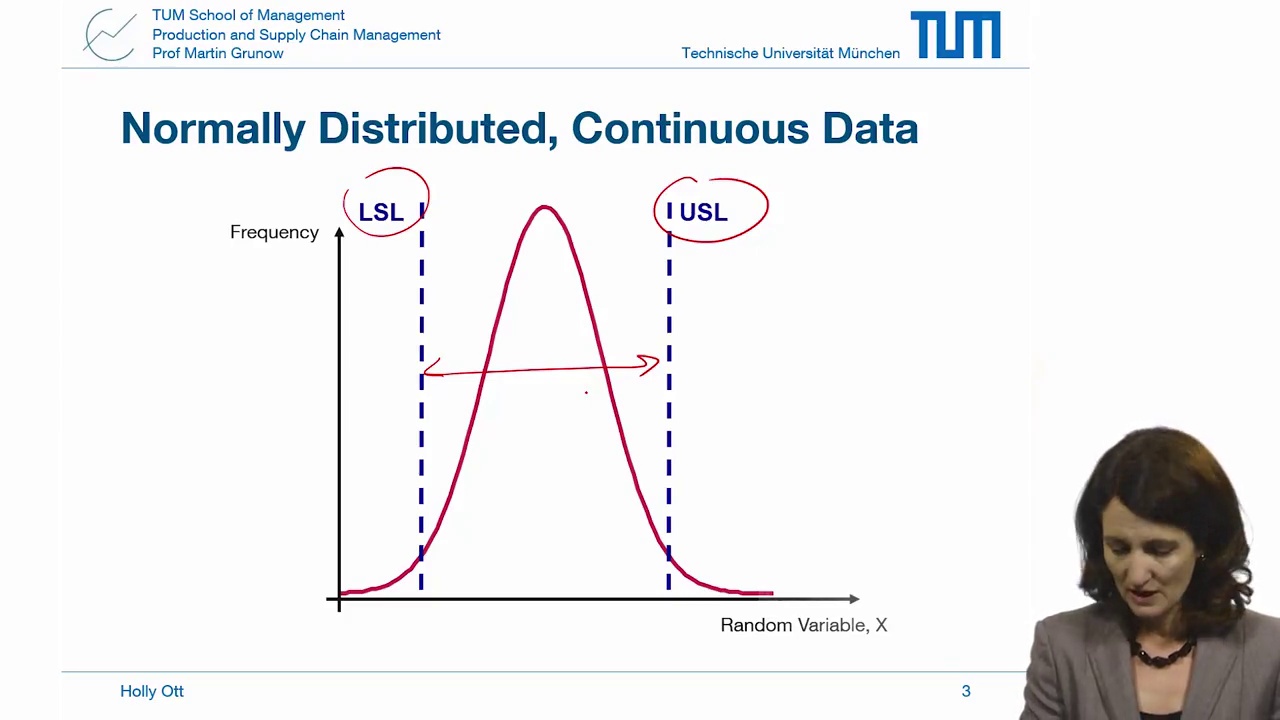 TUM School of Management
Production and Supply Chain Management
Prof Martin Grunow
Technische Universität München
TUM
Normally Distributed, Continuous Data
LSL
USL
Frequency
Random Variable, X
Holly Ott
3